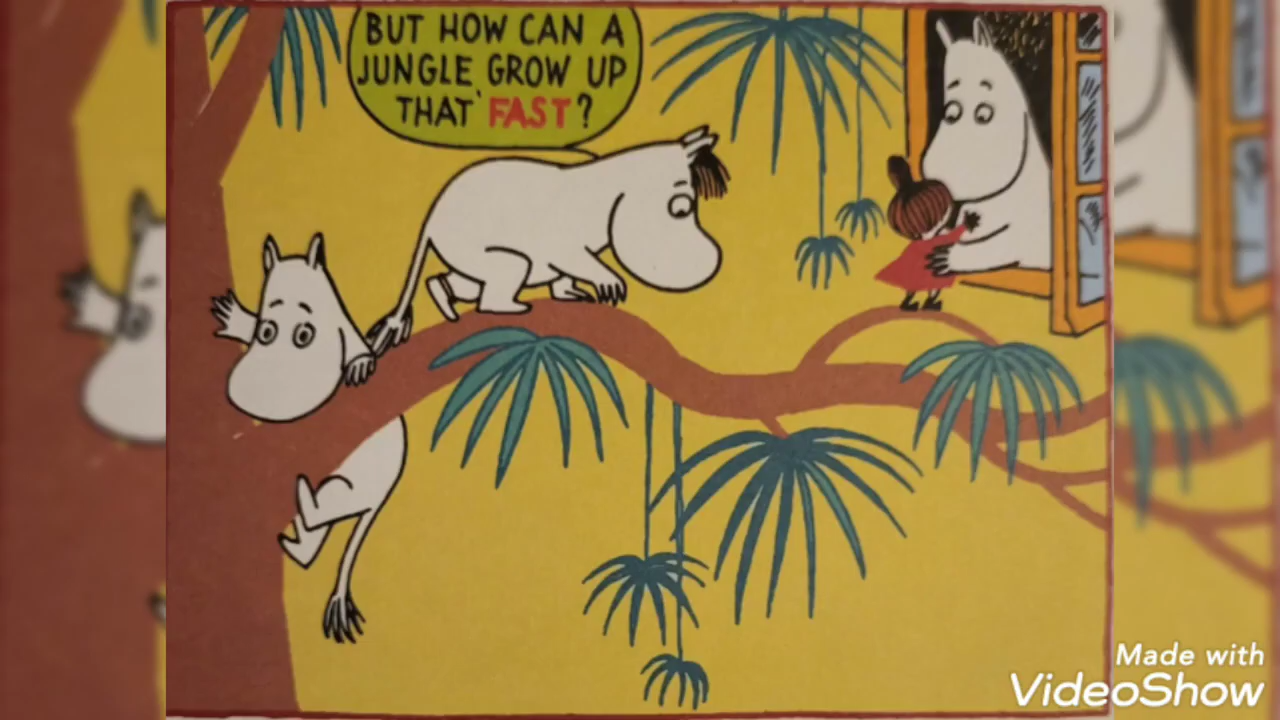 BUT HOW CAN A
JUNGLE GROW UP
THAT FAST?
Made with
VideoShow